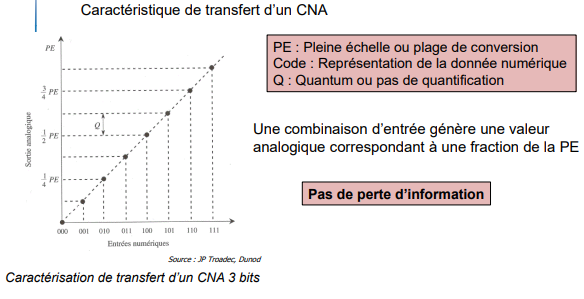 Caractéristique de transfert d'un CNA
PE : Pleine échelle ou plage de conversion
Code : Représentation de la donnée numérique
Q : Quantum ou pas de quantification
PE
3/4 PE
Q
1/2 PE
1/4 PE
Sortie analogique
000 001 010 011 100 101 110 111
Entrées numériques
Une combinaison d'entrée génère une valeur
analogique correspondant à une fraction de la PE
Pas de perte d'information
Source : JP Troadec, Dunod
Caractérisation de transfert d'un CNA 3 bits